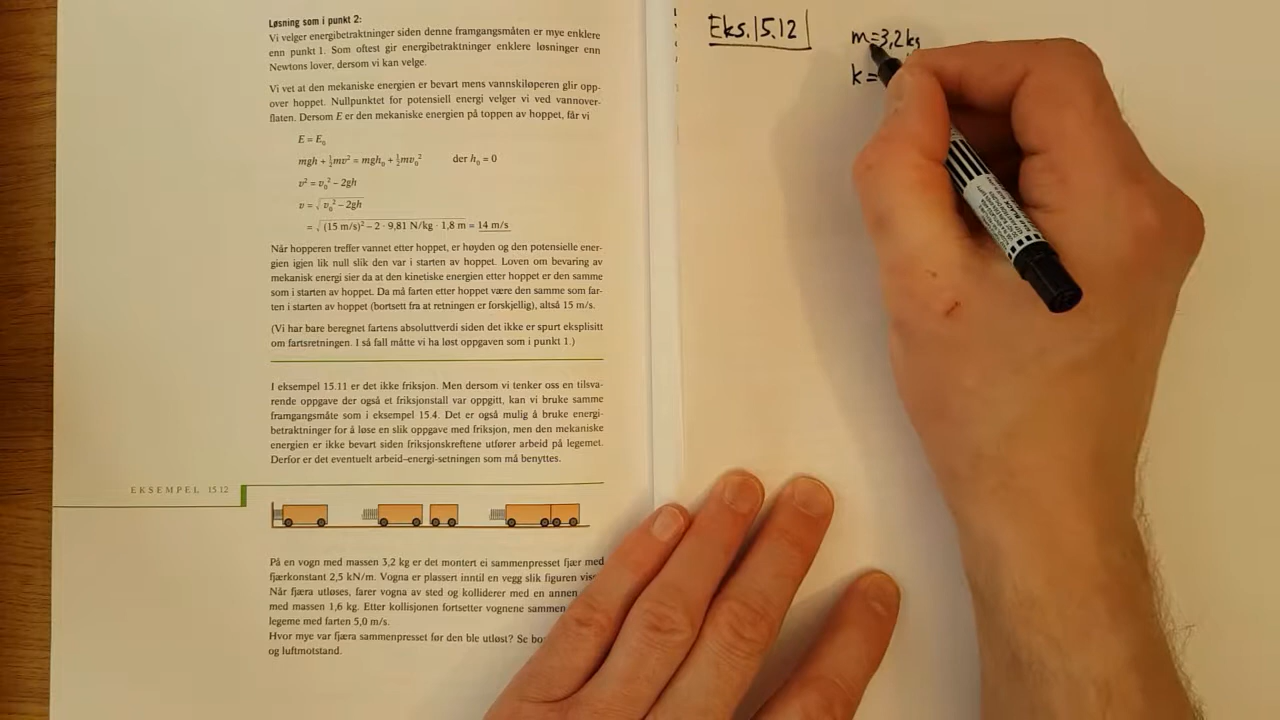 Løsning som i punkt 2:
Vi velger energibetraktninger siden denne framgangsmåten er mye enklere
enn punkt 1. Som oftest gir energibetraktninger enklere løsninger enn
Newtons lover, dersom vi kan velge.
Vi vet at den mekaniske energien er bevart mens vannskiløperen glir opp-
over hoppet. Nullpunktet for potensiell energi velger vi ved vannover-
flaten. Dersom E er den mekaniske energien på toppen av hoppet, får vi
E = E₀
mgh + ½mv² = mgh₀ + ½mv₀² der h₀ = 0
v² = v₀² − 2gh
v = √v₀² − 2gh
= √(15 m/s)² − 2 · 9,81 N/kg · 1,8 m = 14 m/s
Når hopperen treffer vannet etter hoppet, er høyden og den potensielle ener-
gien igjen lik null slik den var i starten av hoppet. Loven om bevaring av
mekanisk energi sier da at den kinetiske energien etter hoppet er den samme
som i starten av hoppet. Da må farten etter hoppet være den samme som far-
ten i starten av hoppet (bortsett fra at retningen er forskjellig), altså 15 m/s.
(Vi har bare beregnet fartens absoluttverdi siden det ikke er spurt eksplisitt
om fartsretningen. I så fall måtte vi ha løst oppgaven som i punkt 1.)
I eksempel 15.11 er det ikke friksjon. Men dersom vi tenker oss en tilsva-
rende oppgave der også et friksjonstall var oppgitt, kan vi bruke samme
framgangsmåte som i eksempel 15.4. Det er også mulig å bruke energi-
betraktninger for å løse en slik oppgave med friksjon, men den mekaniske
energien er ikke bevart siden friksjonskreftene utfører arbeid på legemet.
Derfor er det eventuelt arbeid–energi-setningen som må benyttes.
EKSEMPEL 15 12
På en vogn med massen 3,2 kg er det montert ei sammenpresset fjær med
fjærkonstant 2,5 kN/m. Vogna er plassert inntil en vegg slik figuren
Når fjæra utløses, farer vogna av sted og kolliderer med en annen
med massen 1,6 kg. Etter kollisjonen fortsetter vognene sammen
legeme med farten 5,0 m/s.
Hvor mye var fjæra sammenpresset før den ble utløst? Se
og luftmotstand.
Eks. 15.12
m=3,2 kg
k=